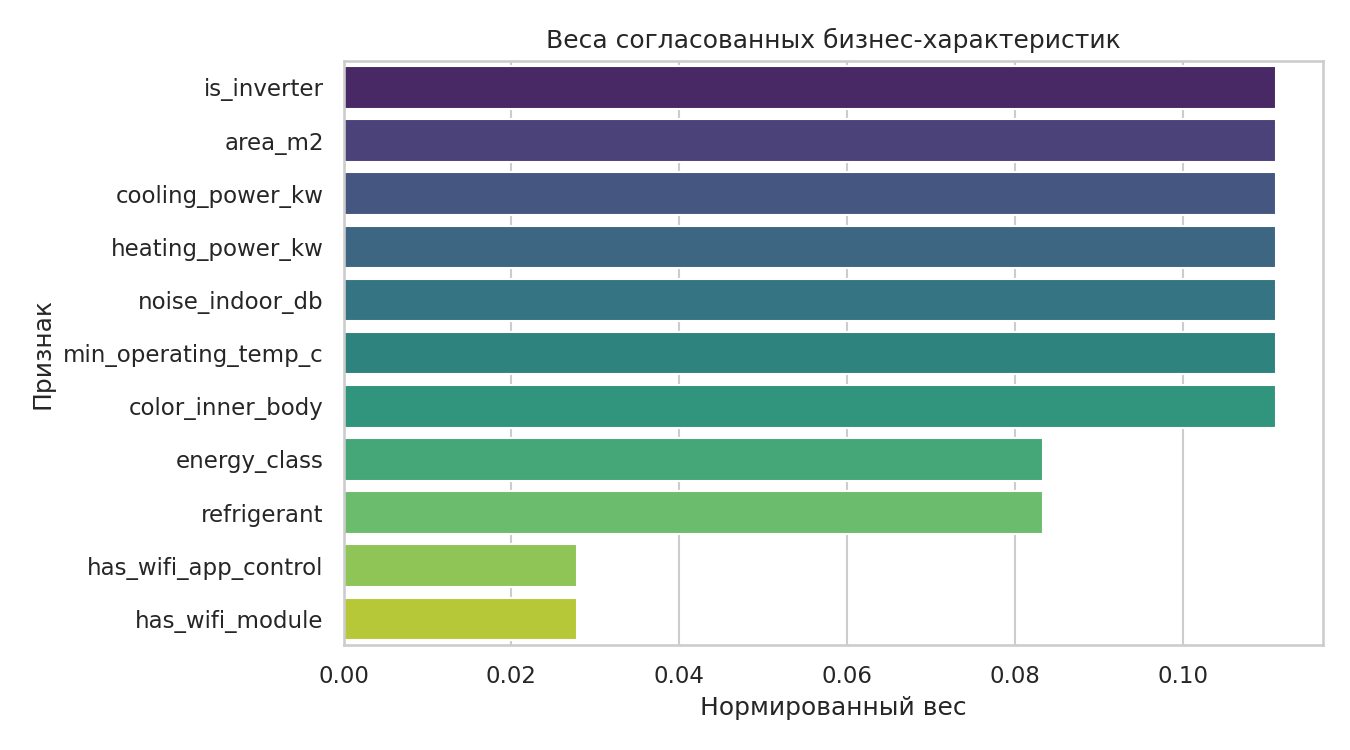 Веса согласованных бизнес-характеристик
Признак
is_inverter
area_m2
cooling_power_kw
heating_power_kw
noise_indoor_db
min_operating_temp_c
color_inner_body
energy_class
refrigerant
has_wifi_app_control
has_wifi_module
0.00 0.02 0.04 0.06 0.08 0.10
Нормированный вес